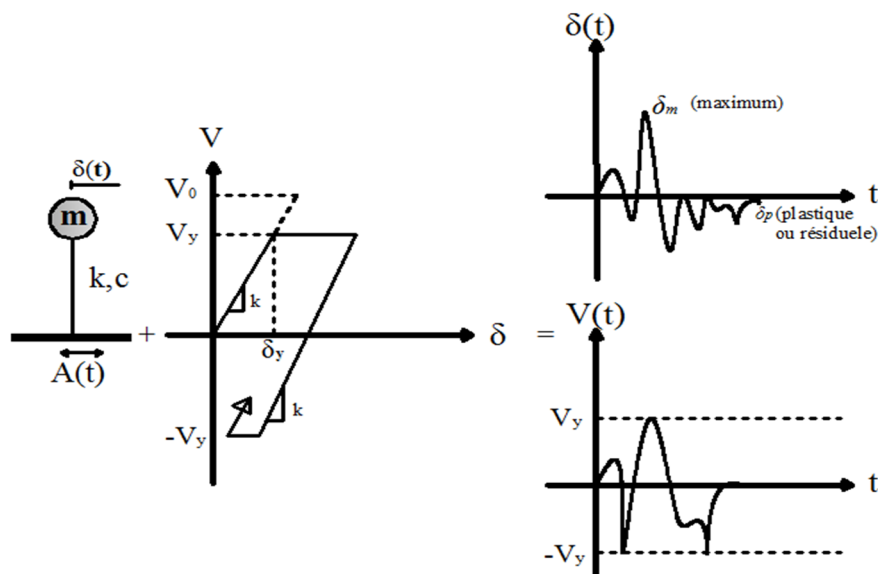 δ(t)
m
k,c
A(t)
+
V
V₀
Vy
k
δy
δ
k
-Vy
=
δ(t)
δm (maximum)
t
δp (plastique
ou résiduele)
V(t)
Vy
t
-Vy